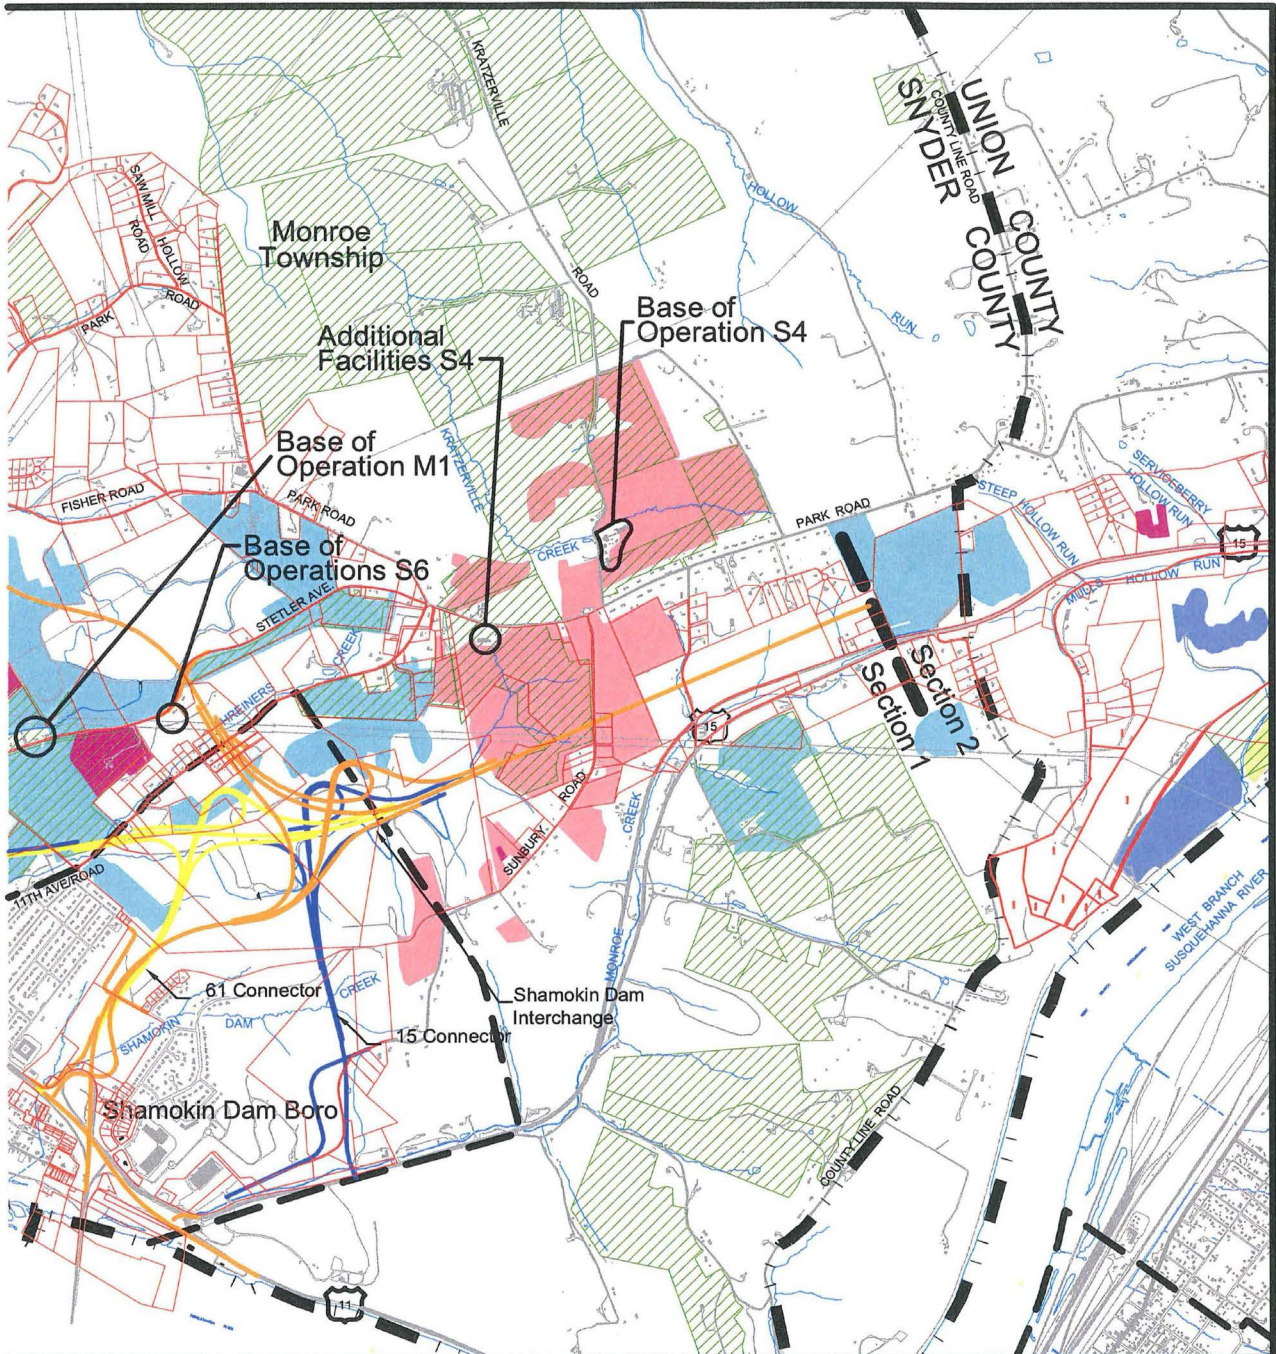 KRATZERVILLE
ROAD
UNION COUNTY
COUNTY LINE ROAD
SNYDER COUNTY
HOLLOW
RUN
SAWMILL HOLLOW
ROAD
ROAD
PARK
Monroe
Township
Base of
Operation S4
Additional
Facilities S4
Base of
Operation M1
KRATZERVILLE
CREEK
FISHER ROAD
PARK ROAD
PARK ROAD
SERVICEBERRY
HOLLOW RUN
STEEP HOLLOW RUN
15
MULLS HOLLOW RUN
Base of
Operations S6
STETLER AVE
CREEK
HREINERS
Section 2
Section 1
15
SUNBURY
ROAD
CREEK
MONROE
11TH AVE/ROAD
WEST BRANCH
SUSQUEHANNA RIVER
61 Connector
CREEK
SHAMOKIN
DAM
15 Connector
Shamokin Dam
Interchange
Shamokin Dam Boro
COUNTY LINE ROAD
11